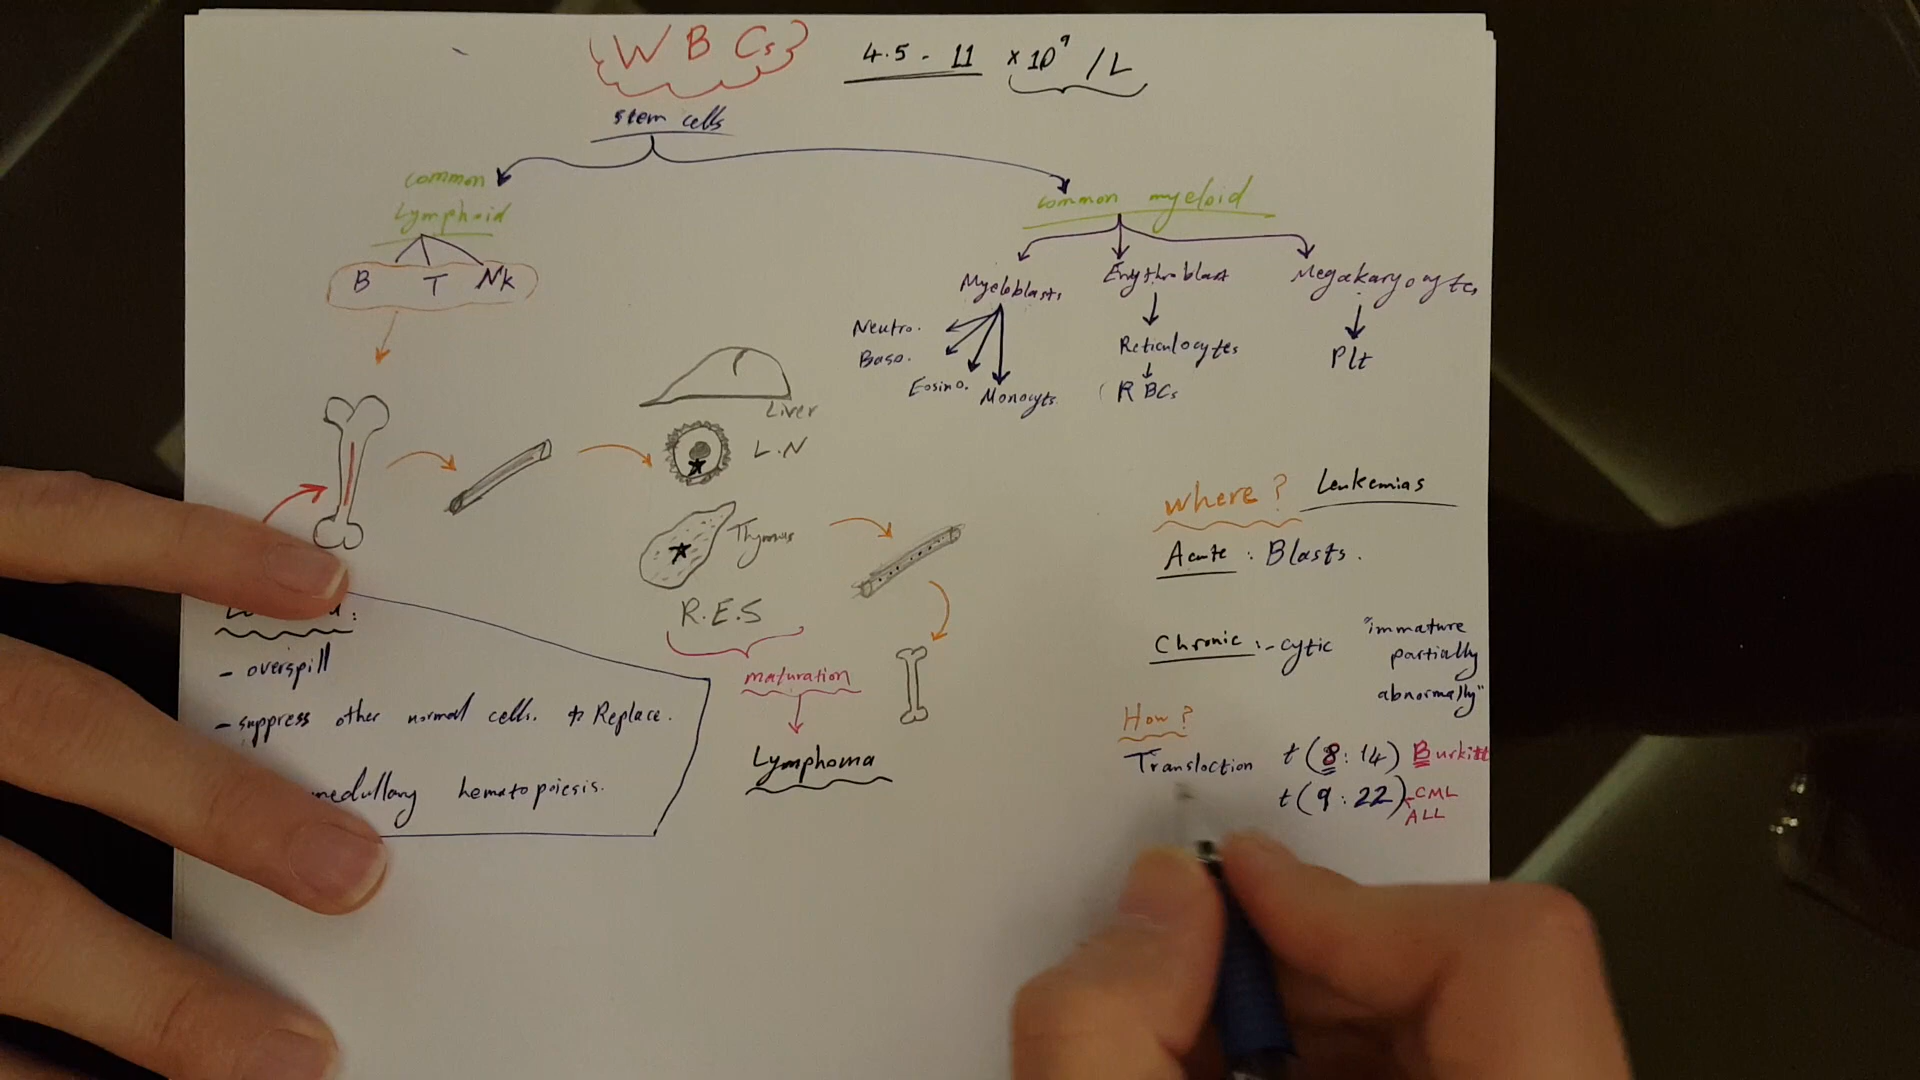 WBCs 4.5 - 11 x 10⁹ / L
stem cells
common
Lymphoid
B T NK
common myeloid
Myeloblasts Erythroblast Megakaryocytes
Neutro.
Baso.
Eosino. Monocyts.
Reticulocytes
RBCs
Plt
Liver
L.N
Thymus
R.E.S
maturation
Lymphoma
- overspill
- suppress other normal cells. & Replace.
medullary hematopoiesis.
Where? Leukemias
Acute : Blasts.
Chronic :- cytic "immature
partially
abnormally"
How?
Transloction t(8:14) Burkitt
t(9:22) CML
ALL